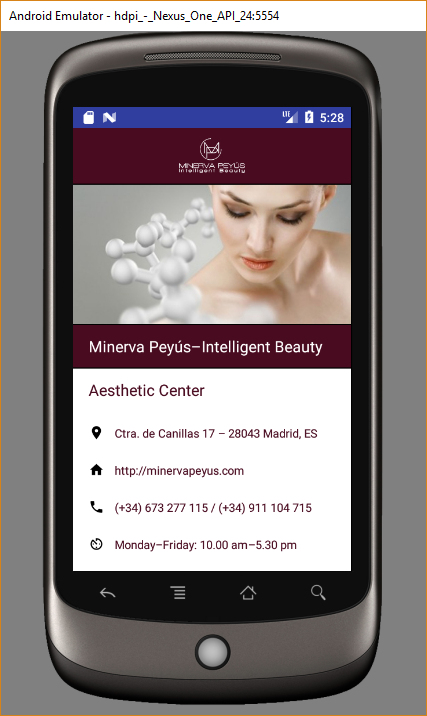 Android Emulator - hdpi_-_Nexus_One_API_24:5554
LTE 5:28
MINERVA PEYÚS
Intelligent Beauty
Minerva Peyús–Intelligent Beauty
Aesthetic Center
Ctra. de Canillas 17 – 28043 Madrid, ES
http://minervapeyus.com
(+34) 673 277 115 / (+34) 911 104 715
Monday–Friday: 10.00 am–5.30 pm